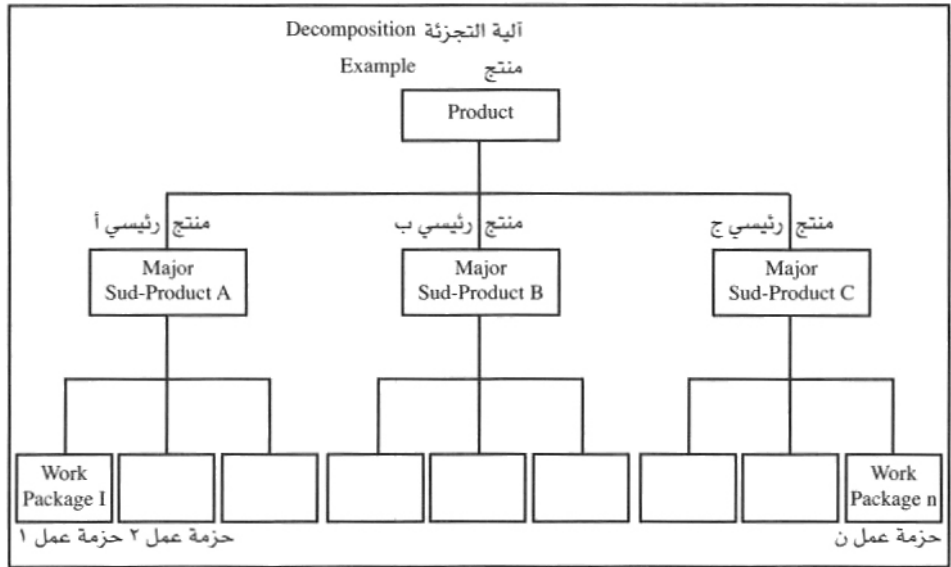 Decomposition آلية التجزئة
Example منتج
Product
منتج رئيسي أ
منتج رئيسي ب
منتج رئيسي ج
Major
Sud-Product A
Major
Sud-Product B
Major
Sud-Product C
Work
Package I
Work
Package n
حزمة عمل ١
حزمة عمل ٢
حزمة عمل ن